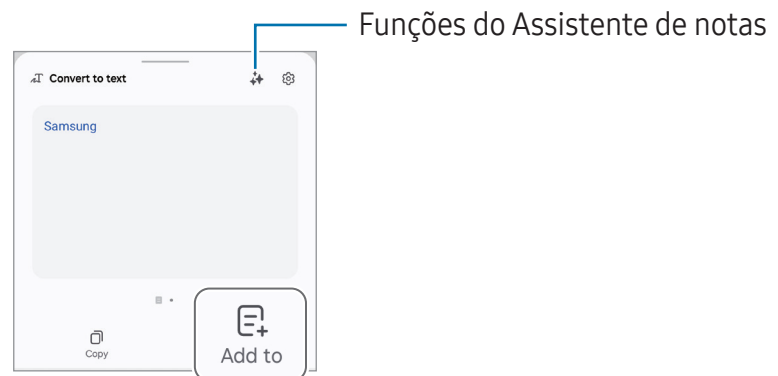 Funções do Assistente de notas
Convert to text
Samsung
Copy
Add to